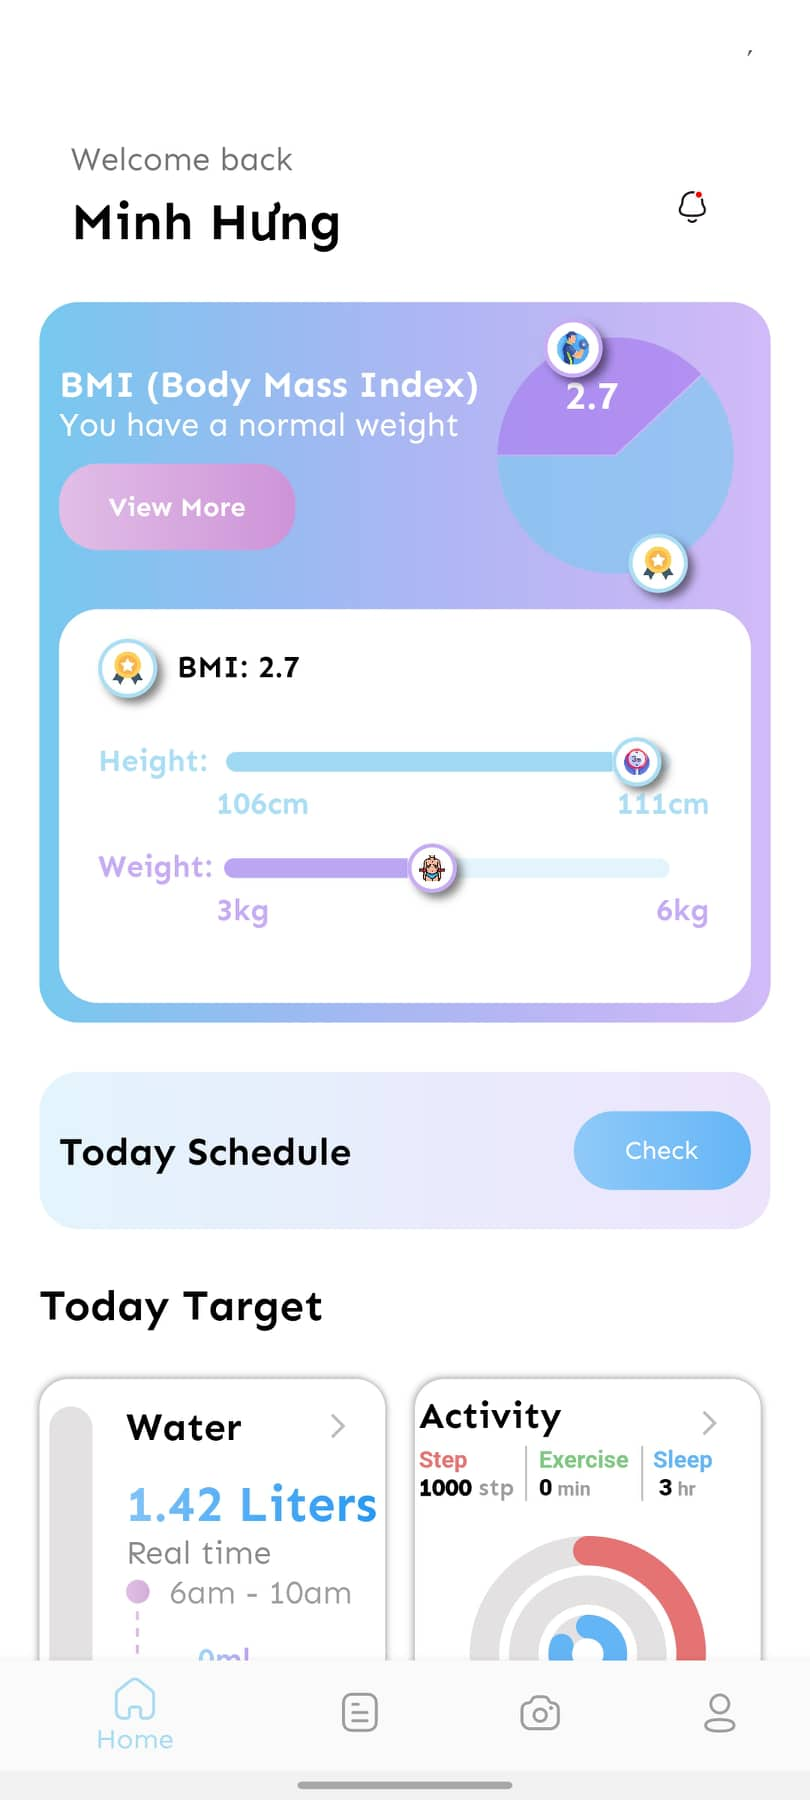 Welcome back
Minh Hưng
BMI (Body Mass Index)
You have a normal weight
2.7
View More
BMI: 2.7
Height:
106cm
111cm
Weight:
3kg
6kg
Today Schedule
Check
Today Target
Water
1.42 Liters
Real time
6am - 10am
0ml
Activity
Step
Exercise
Sleep
1000 stp
0 min
3 hr
Home